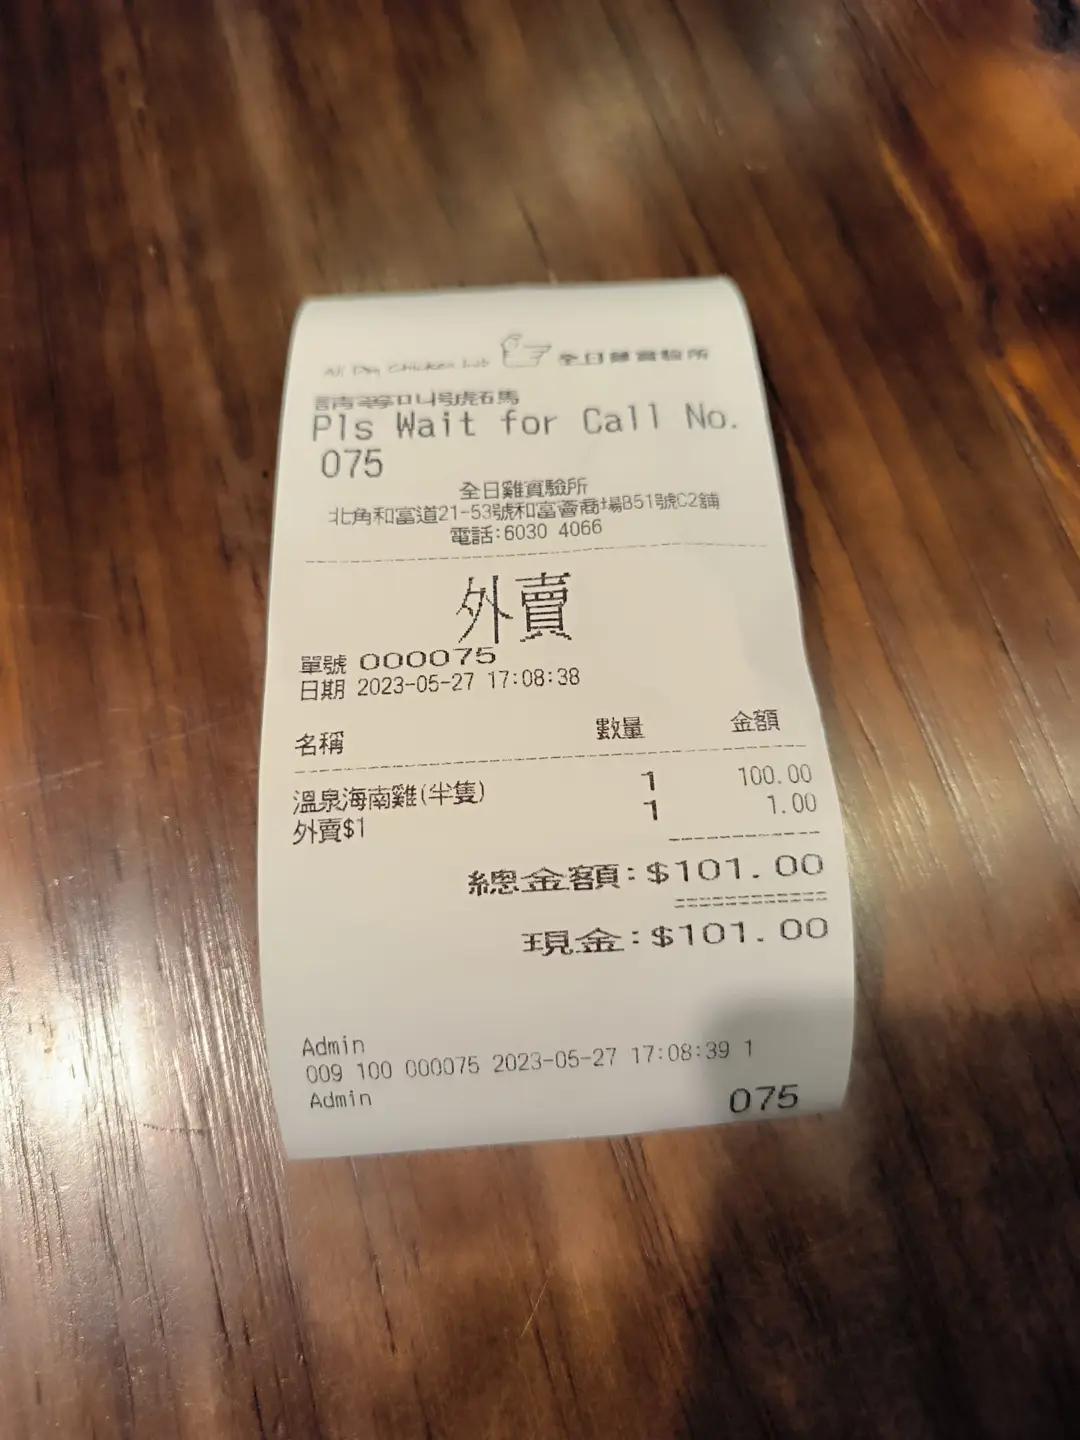 All Day Chicken Lab 全日雞實驗所
請等叫號碼
Pls Wait for Call No.
075
全日雞實驗所
北角和富道21-53號和富薈商場B51號C2舖
電話:6030 4066
外賣
單號 000075
日期 2023-05-27 17:08:38
名稱 數量 金額
溫泉海南雞(半隻) 1 100.00
外賣$1 1 1.00
總金額:$101.00
現金:$101.00
Admin
009 100 000075 2023-05-27 17:08:39 1
Admin
075